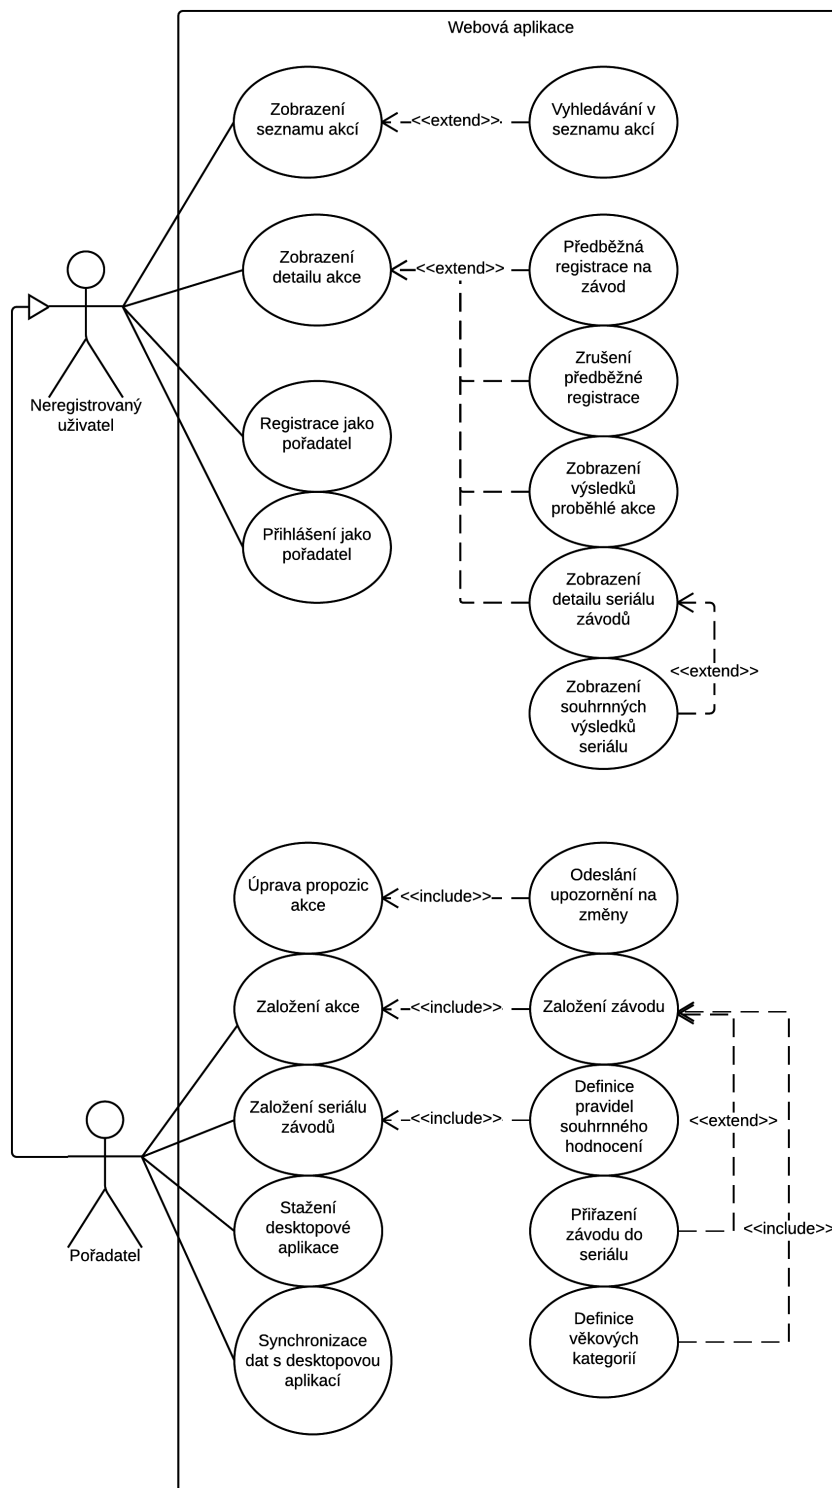 Webová aplikace
Zobrazení
seznamu akcí
<<extend>>
Vyhledávání v
seznamu akcí
Zobrazení
detailu akce
<<extend>>
Předběžná
registrace na
závod
Zrušení
předběžné
registrace
Neregistrovaný
uživatel
Registrace jako
pořadatel
Zobrazení
výsledků
proběhlé akce
Přihlášení jako
pořadatel
Zobrazení
detailu seriálu
závodů
<<extend>>
Zobrazení
souhrnných
výsledků
seriálu
Úprava propozic
akce
<<include>>
Odeslání
upozornění na
změny
Založení akce
<<include>>
Založení závodu
Založení seriálu
závodů
<<include>>
Definice
pravidel
souhrnného
hodnocení
<<extend>>
Pořadatel
Stažení
desktopové
aplikace
Přiřazení
závodu do
seriálu
<<include>>
Synchronizace
dat s desktopovou
aplikací
Definice
věkových
kategorií